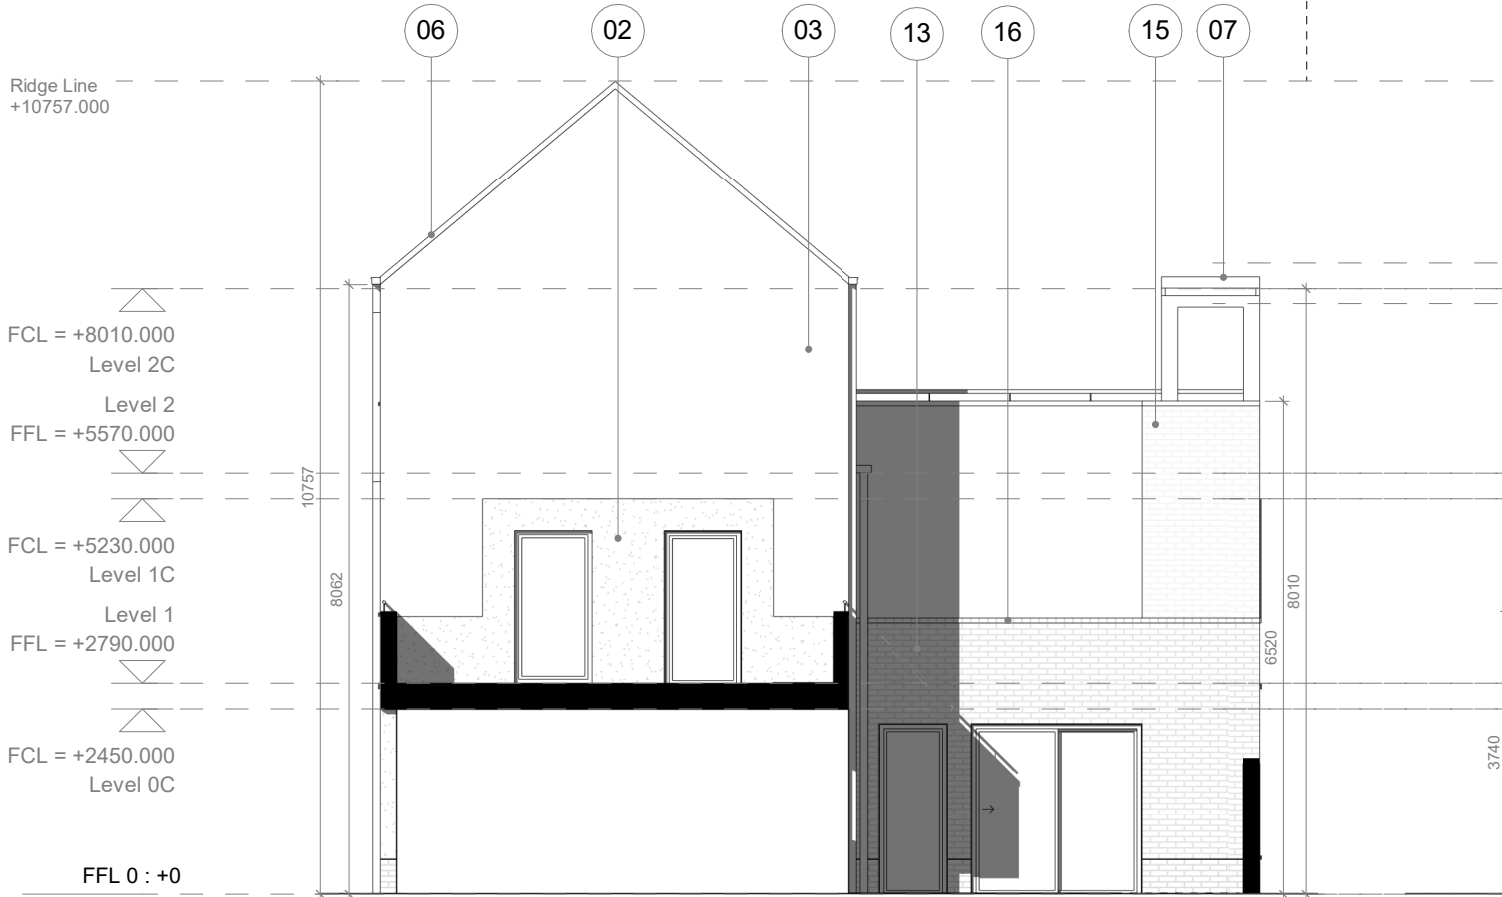 06
02
03
13
16
15
07
Ridge Line
+10757.000
FCL = +8010.000
Level 2C
Level 2
FFL = +5570.000
10757
FCL = +5230.000
Level 1C
8062
8010
Level 1
FFL = +2790.000
6520
FCL = +2450.000
Level 0C
3740
FFL 0 : +0